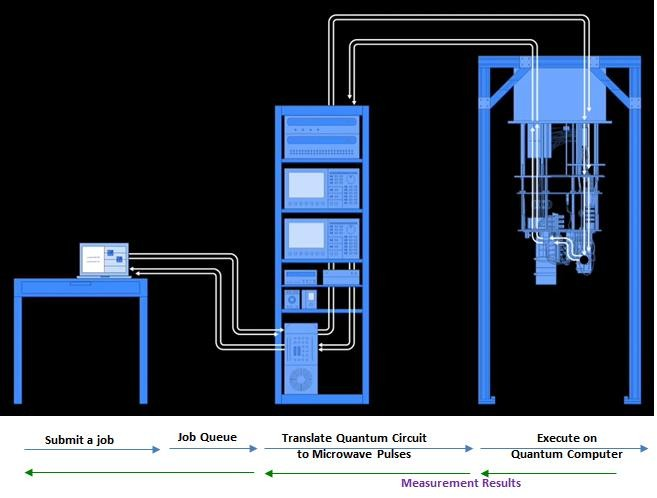 Submit a job
Job Queue
Translate Quantum Circuit
to Microwave Pulses
Execute on
Quantum Computer
Measurement Results